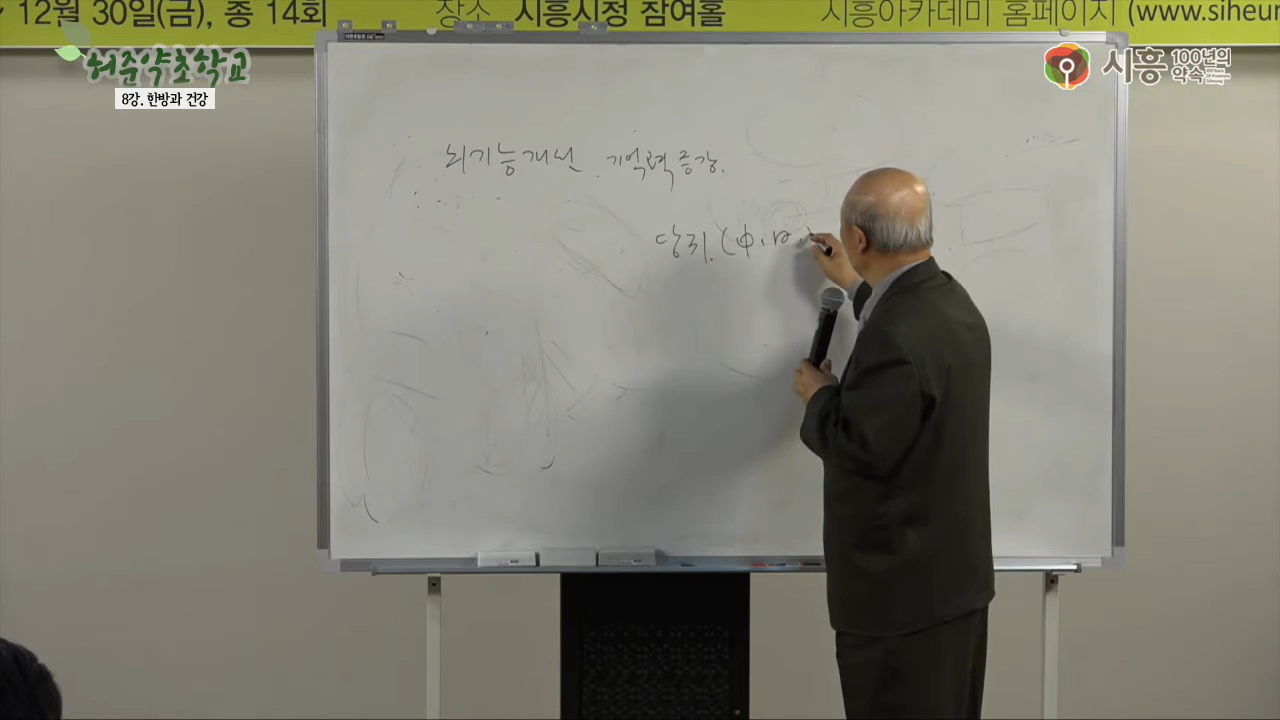 12월 30일(금), 총 14회 장소 시흥시청 참여홀 시흥아카데미 홈페이지 (www.siheu
허준약초학교
8강. 한방과 건강
시흥 100년의 약속
뇌기능개선 기억력증강.
당귀. (中, 日